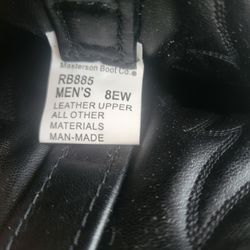 Masterson Boot Co.®
RB885
MEN'S 8EW
LEATHER UPPER
ALL OTHER
MATERIALS
MAN-MADE